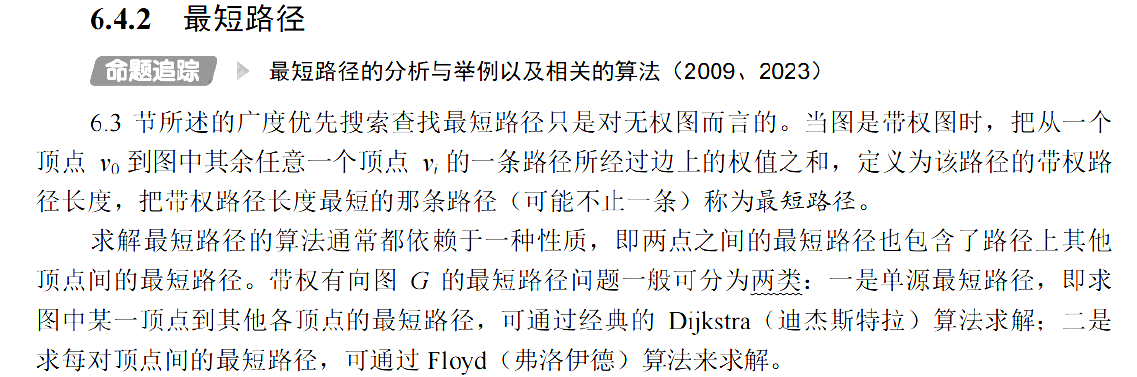 6.4.2 最短路径
命题追踪 最短路径的分析与举例以及相关的算法（2009、2023）
6.3 节所述的广度优先搜索查找最短路径只是对无权图而言的。当图是带权图时，把从一个
顶点 v0 到图中其余任意一个顶点 vi 的一条路径所经过边上的权值之和，定义为该路径的带权路
径长度，把带权路径长度最短的那条路径（可能不止一条）称为最短路径。
求解最短路径的算法通常都依赖于一种性质，即两点之间的最短路径也包含了路径上其他
顶点间的最短路径。带权有向图 G 的最短路径问题一般可分为两类：一是单源最短路径，即求
图中某一顶点到其他各顶点的最短路径，可通过经典的 Dijkstra（迪杰斯特拉）算法求解；二是
求每对顶点间的最短路径，可通过 Floyd（弗洛伊德）算法来求解。